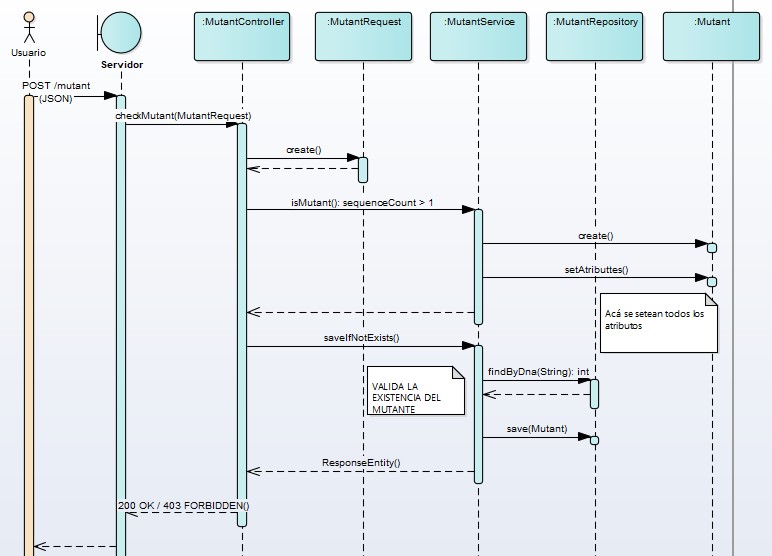 :MutantController
:MutantRequest
:MutantService
:MutantRepository
:Mutant
Usuario
Servidor
POST /mutant
(JSON)
checkMutant(MutantRequest)
create()
isMutant(): sequenceCount > 1
create()
setAtributtes()
Acá se setean todos los
atributos
saveIfNotExists()
VALIDA LA
EXISTENCIA DEL
MUTANTE
findByDna(String): int
save(Mutant)
ResponseEntity()
200 OK / 403 FORBIDDEN()